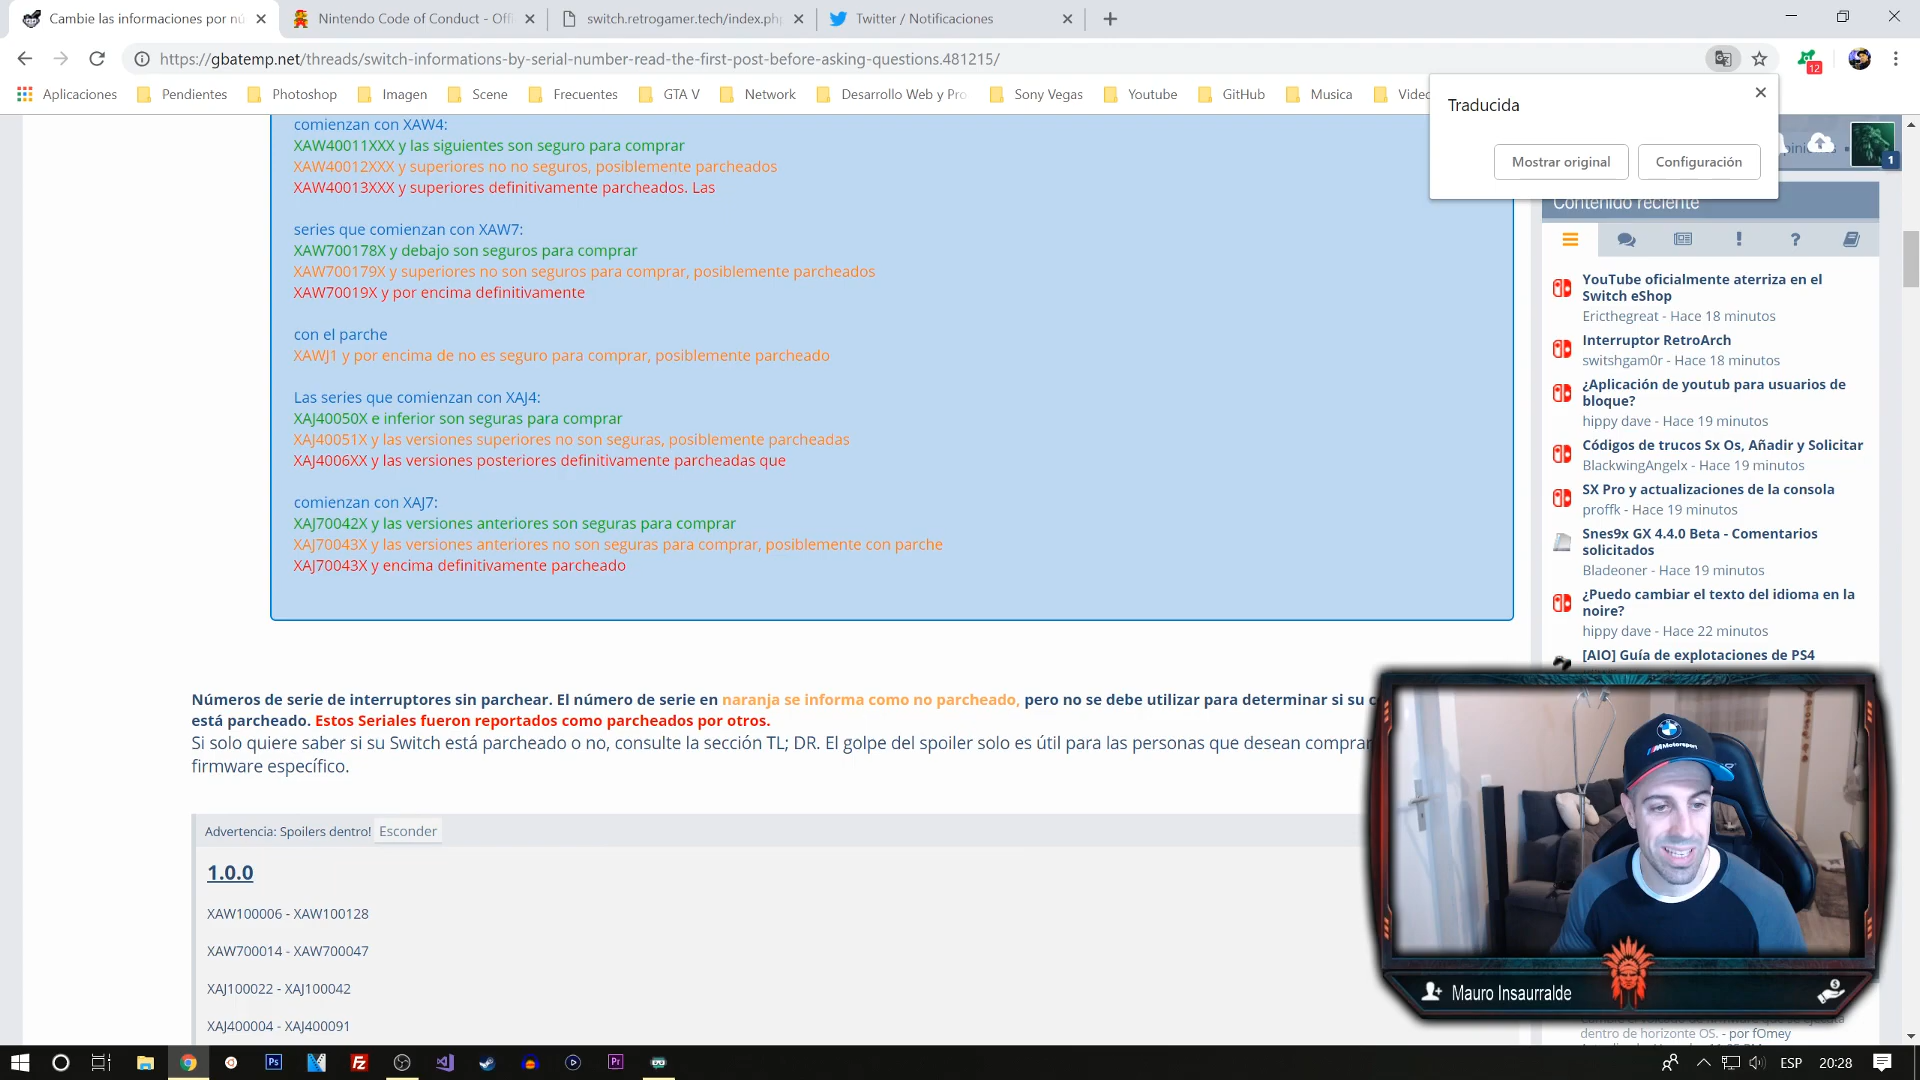 Cambie las informaciones por nú
Nintendo Code of Conduct - Offi
switch.retrogamer.tech/index.php
Twitter / Notificaciones
https://gbatemp.net/threads/switch-informations-by-serial-number-read-the-first-post-before-asking-questions.481215/
12
Aplicaciones
Pendientes
Photoshop
Imagen
Scene
Frecuentes
GTA V
Network
Desarrollo Web y Pro
Sony Vegas
Youtube
GitHub
Musica
Videc
Traducida
Mostrar original
Configuración
1
comienzan con XAW4:
XAW40011XXX y las siguientes son seguro para comprar
XAW40012XXX y superiores no no seguros, posiblemente parcheados
XAW40013XXX y superiores definitivamente parcheados. Las
series que comienzan con XAW7:
XAW700178X y debajo son seguros para comprar
XAW700179X y superiores no son seguros para comprar, posiblemente parcheados
XAW70019X y por encima definitivamente
con el parche
XAWJ1 y por encima de no es seguro para comprar, posiblemente parcheado
Las series que comienzan con XAJ4:
XAJ40050X e inferior son seguras para comprar
XAJ40051X y las versiones superiores no son seguras, posiblemente parcheadas
XAJ4006XX y las versiones posteriores definitivamente parcheadas que
comienzan con XAJ7:
XAJ70042X y las versiones anteriores son seguras para comprar
XAJ70043X y las versiones anteriores no son seguras para comprar, posiblemente con parche
XAJ70043X y encima definitivamente parcheado
Números de serie de interruptores sin parchear. El número de serie en naranja se informa como no parcheado, pero no se debe utilizar para determinar si su
está parcheado. Estos Seriales fueron reportados como parcheados por otros.
Si solo quiere saber si su Switch está parcheado o no, consulte la sección TL; DR. El golpe del spoiler solo es útil para las personas que desean comprar
firmware específico.
Advertencia: Spoilers dentro! Esconder
1.0.0
XAW100006 - XAW100128
XAW700014 - XAW700047
XAJ100022 - XAJ100042
XAJ400004 - XAJ400091
Contenido reciente
YouTube oficialmente aterriza en el
Switch eShop
Ericthegreat - Hace 18 minutos
Interruptor RetroArch
switshgam0r - Hace 18 minutos
¿Aplicación de youtub para usuarios de
bloque?
hippy dave - Hace 19 minutos
Códigos de trucos Sx Os, Añadir y Solicitar
BlackwingAngelx - Hace 19 minutos
SX Pro y actualizaciones de la consola
proffk - Hace 19 minutos
Snes9x GX 4.4.0 Beta - Comentarios
solicitados
Bladeoner - Hace 19 minutos
¿Puedo cambiar el texto del idioma en la
noire?
hippy dave - Hace 22 minutos
[AIO] Guía de explotaciones de PS4
Motorsport
Mauro Insaurralde
dentro de horizonte OS. - por fOmey
ESP
20:28